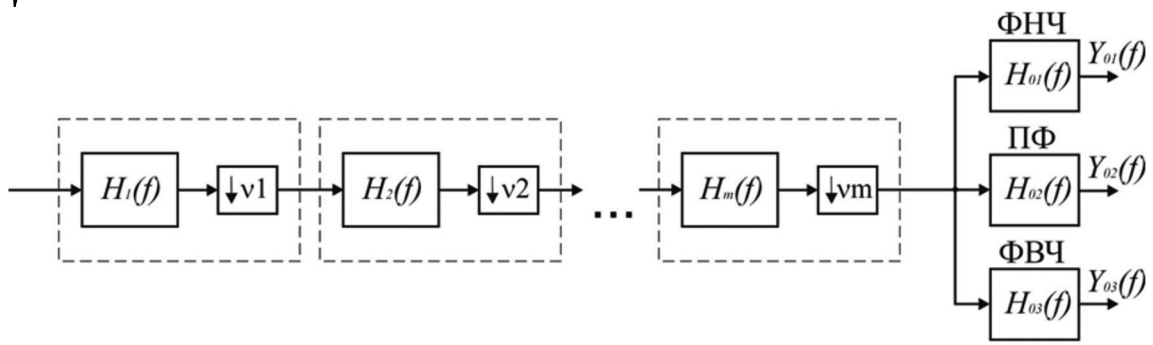 ФНЧ
H₀₁(f) Y₀₁(f)
ПФ
H₁(f) ↓ν1 H₂(f) ↓ν2 ... Hₘ(f) ↓νm H₀₂(f) Y₀₂(f)
ФВЧ
H₀₃(f) Y₀₃(f)